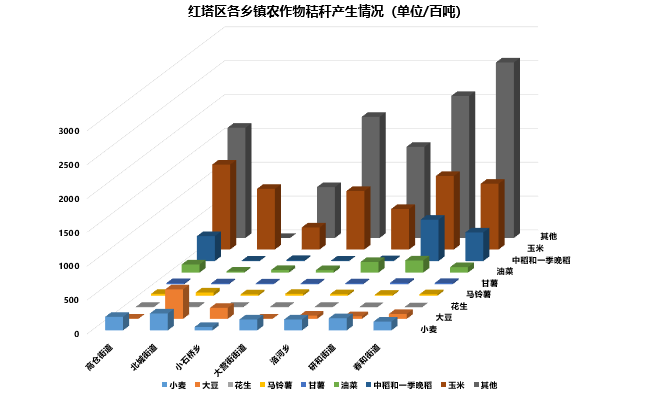 红塔区各乡镇农作物秸秆产生情况（单位/百吨）
3000
2500
2000
1500
1000
500
0
其他
玉米
中稻和一季晚稻
油菜
甘薯
马铃薯
花生
大豆
小麦
高仓街道
北城街道
小石桥乡
大营街街道
洛河乡
研和街道
春和街道
小麦 大豆 花生 马铃薯 甘薯 油菜 中稻和一季晚稻 玉米 其他